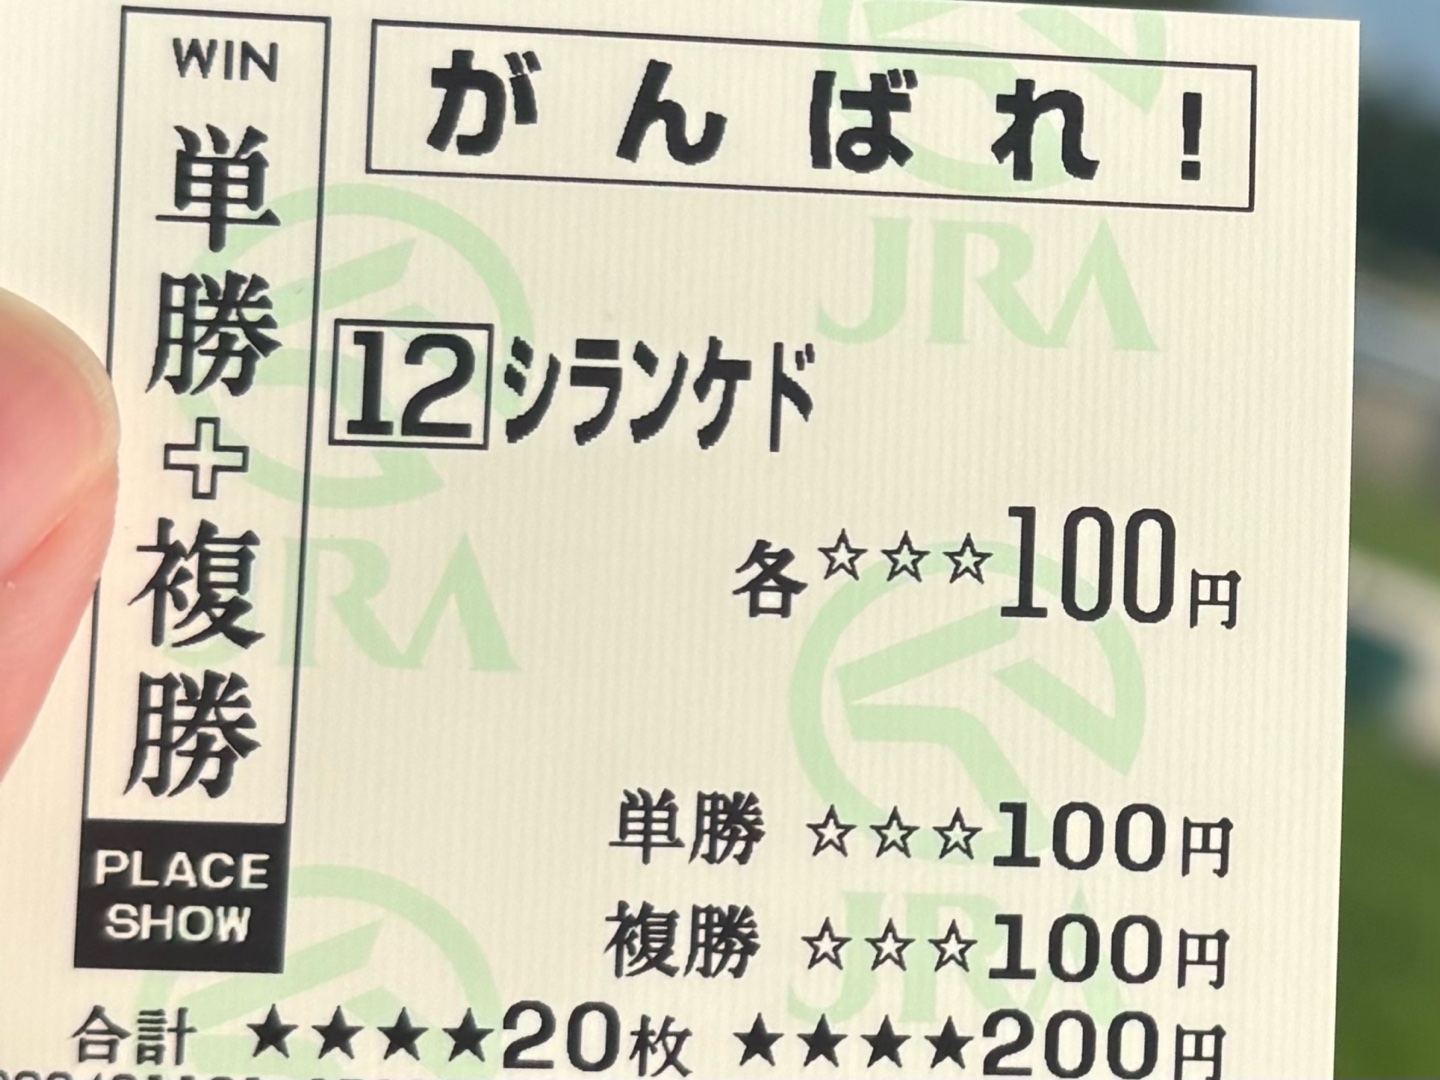 WIN
単勝+複勝
PLACE
SHOW
がんばれ!
12 シランケド
各☆☆☆100円
単勝 ☆☆☆100円
複勝 ☆☆☆100円
合計 ★★★★20枚 ★★★★200円
JRA
JRA
JRA